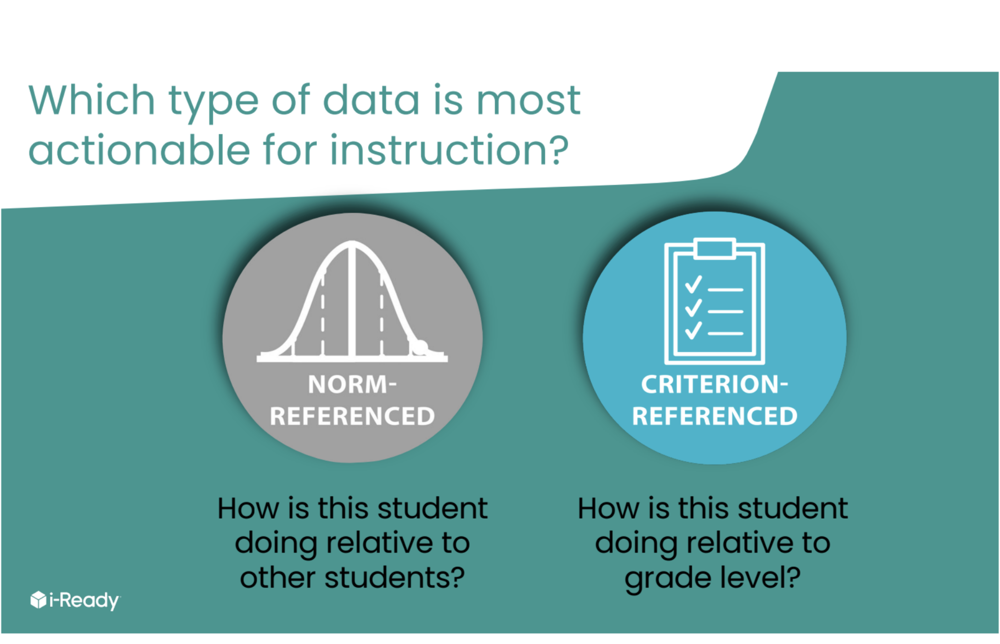 Which type of data is most
actionable for instruction?
NORM-
REFERENCED
How is this student
doing relative to
other students?
CRITERION-
REFERENCED
How is this student
doing relative to
grade level?
i-Ready